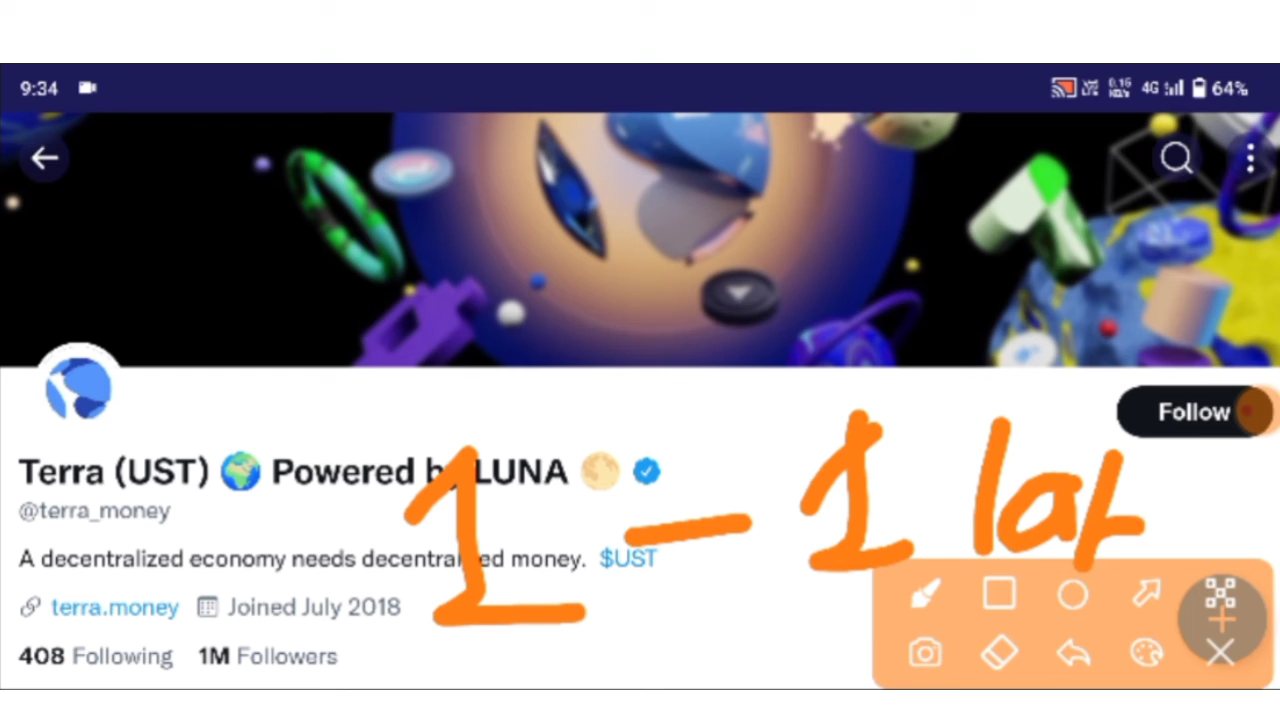 9:34 4G 64%
Follow
Terra (UST) 🌍 Powered by LUNA 🌕
@terra_money
A decentralized economy needs decentralized money. $UST
terra.money Joined July 2018
408 Following 1M Followers
1 - 1